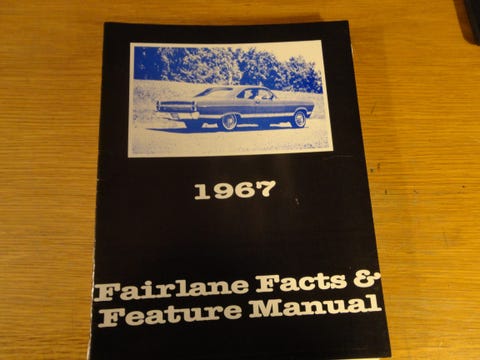 1967
Fairlane Facts &
Feature Manual